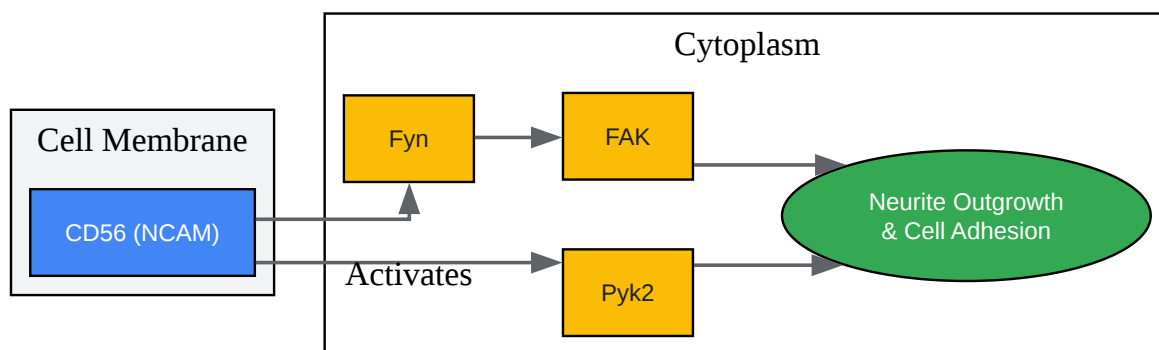 Cytoplasm
Cell Membrane
Fyn
FAK
CD56 (NCAM)
Neurite Outgrowth
& Cell Adhesion
Activates
Pyk2